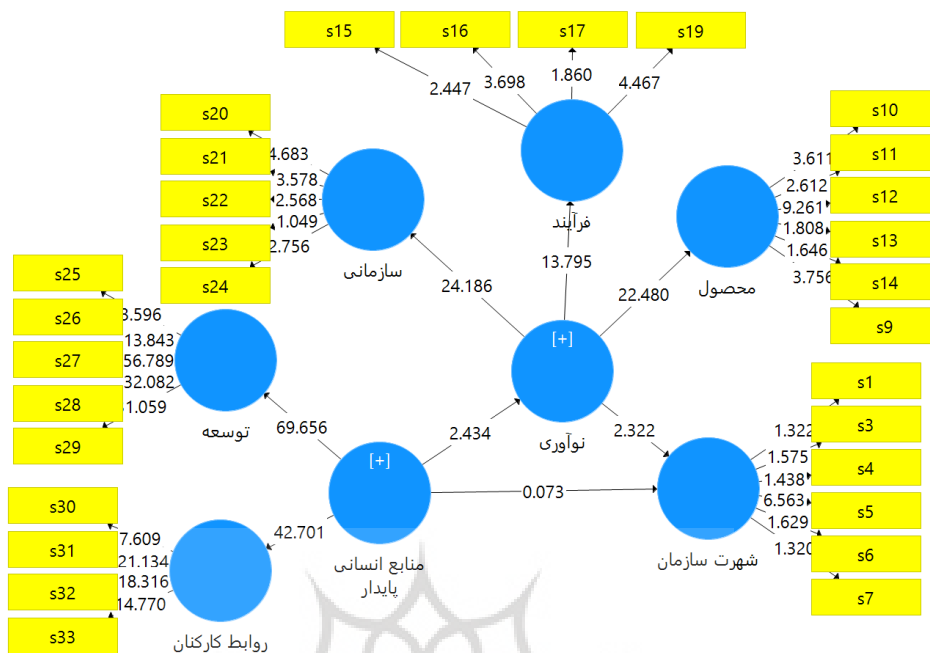 s15
s16
s17
s19
2.447
3.698
1.860
4.467
فرآیند
s20
s21
s22
s23
s24
4.683
3.578
2.568
1.049
2.756
سازمانی
s10
s11
s12
s13
s14
s9
3.611
2.612
9.261
1.808
1.646
3.756
محصول
24.186
13.795
22.480
[+]
نوآوری
s25
s26
s27
s28
s29
13.843
56.789
32.082
توسعه
69.656
2.434
2.322
[+]
منابع انسانی
پایدار
0.073
s1
s3
s4
s5
s6
s7
1.322
1.575
1.438
6.563
1.629
1.320
شهرت سازمان
42.701
s30
s31
s32
s33
7.609
21.134
18.316
14.770
روابط کارکنان